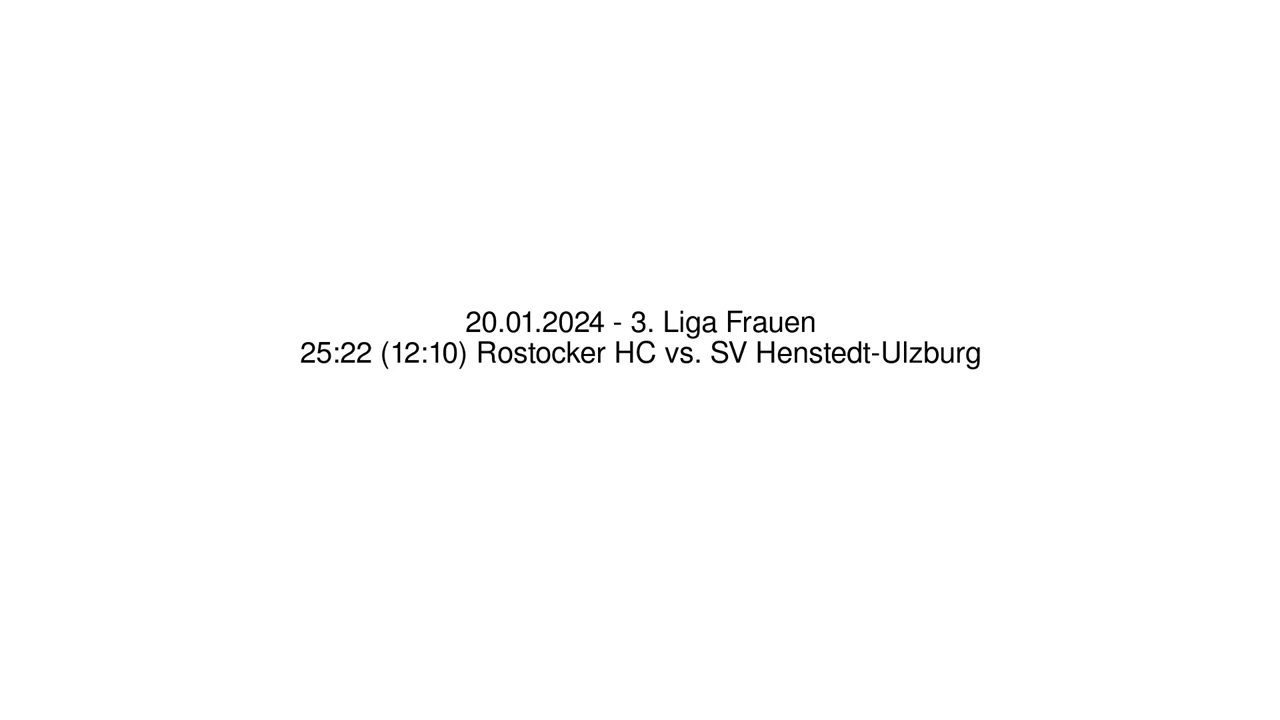 20.01.2024 - 3. Liga Frauen
25:22 (12:10) Rostocker HC vs. SV Henstedt-Ulzburg